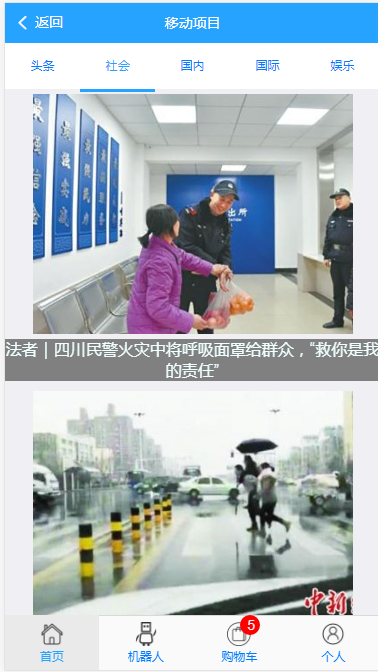 返回
移动项目
头条
社会
国内
国际
娱乐
出所
法者｜四川民警火灾中将呼吸面罩给群众，“救你是我
的责任”
中新
首页
机器人
5
购物车
个人